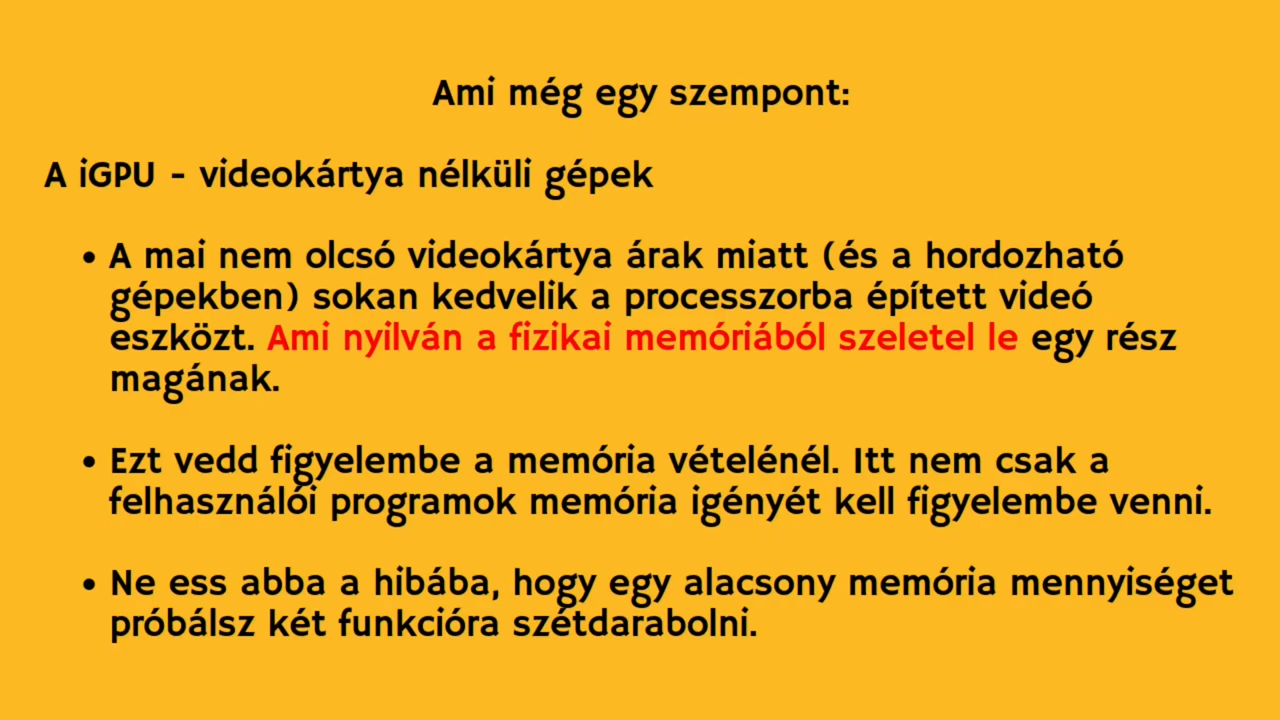 Ami még egy szempont:
A iGPU - videokártya nélküli gépek
• A mai nem olcsó videokártya árak miatt (és a hordozható
gépekben) sokan kedvelik a processzorba épített videó
eszközt. Ami nyilván a fizikai memóriából szeletel le egy rész
magának.
• Ezt vedd figyelembe a memória vételénél. Itt nem csak a
felhasználói programok memória igényét kell figyelembe venni.
• Ne ess abba a hibába, hogy egy alacsony memória mennyiséget
próbálsz két funkcióra szétdarabolni.